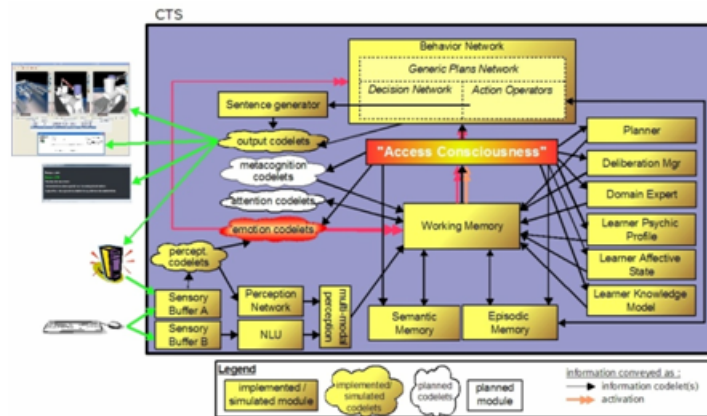 CTS
Behavior Network
Generic Plans Network
Decision Network
Action Operators
Sentence generator
output codelets
"Access Consciousness"
metacognition
codelets
attention codelets
emotion codelets
Working Memory
Planner
Deliberation Mgr
Domain Expert
Learner Psychic
Profile
Learner Affective
State
Learner Knowledge
Model
percept.
codelets
Sensory
Buffer A
Sensory
Buffer B
Perception
Network
NLU
multi-modal
perception
Semantic
Memory
Episodic
Memory
Legend
implemented /
simulated module
implemented/
simulated
codelets
planned
codelets
planned
module
information conveyed as :
information codelet(s)
activation